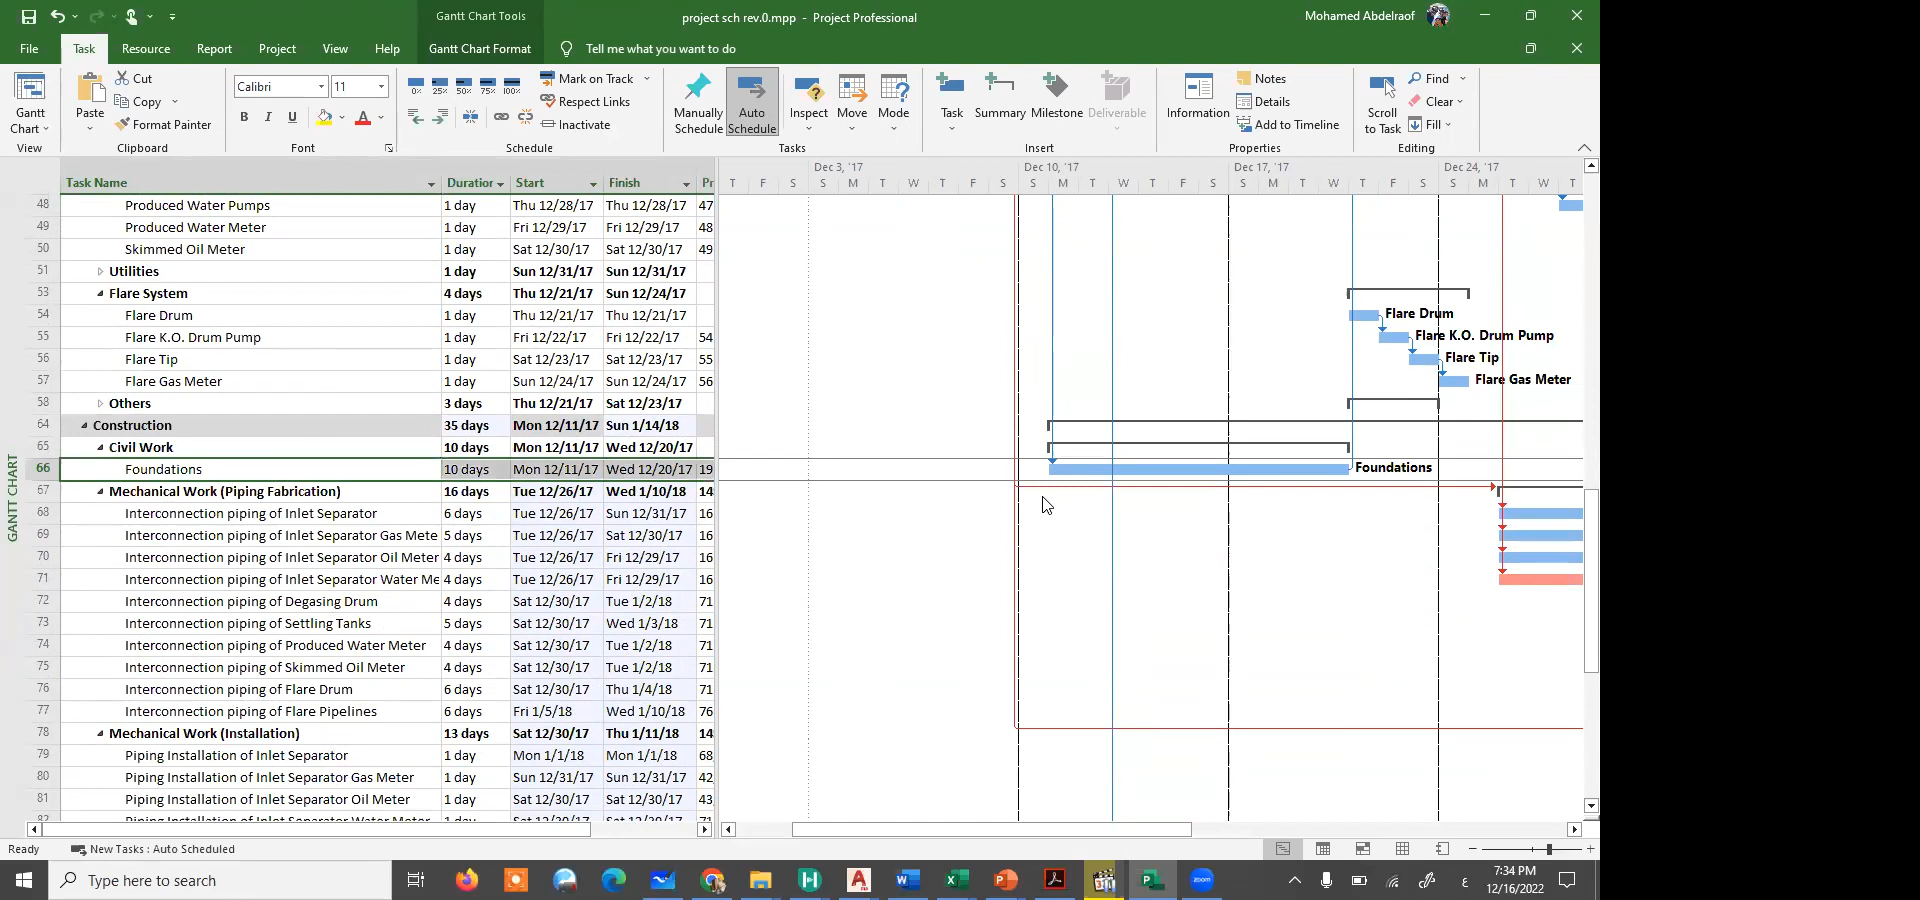 Gantt Chart Tools
project sch rev.0.mpp - Project Professional
Mohamed Abdelraof
File Task Resource Report Project View Help Gantt Chart Format Tell me what you want to do
Gantt Chart
View
Paste
Cut
Copy
Format Painter
Clipboard
Calibri 11
B I U A
Font
0% 25% 50% 75% 100%
Mark on Track
Respect Links
Inactivate
Schedule
Manually Schedule
Auto Schedule
Inspect
Move
Mode
Tasks
Task
Summary
Milestone
Deliverable
Insert
Information
Notes
Details
Add to Timeline
Properties
Scroll to Task
Find
Clear
Fill
Editing
GANTT CHART
Task Name Duration Start Finish Pr
Dec 3, '17 Dec 10, '17 Dec 17, '17 Dec 24, '17
T F S S M T W T F S S M T W T F S S M T W T F S S M T W T
48 Produced Water Pumps 1 day Thu 12/28/17 Thu 12/28/17 47
49 Produced Water Meter 1 day Fri 12/29/17 Fri 12/29/17 48
50 Skimmed Oil Meter 1 day Sat 12/30/17 Sat 12/30/17 49
51 Utilities 1 day Sun 12/31/17 Sun 12/31/17
53 Flare System 4 days Thu 12/21/17 Sun 12/24/17
54 Flare Drum 1 day Thu 12/21/17 Thu 12/21/17 Flare Drum
55 Flare K.O. Drum Pump 1 day Fri 12/22/17 Fri 12/22/17 54 Flare K.O. Drum Pump
56 Flare Tip 1 day Sat 12/23/17 Sat 12/23/17 55 Flare Tip
57 Flare Gas Meter 1 day Sun 12/24/17 Sun 12/24/17 56 Flare Gas Meter
58 Others 3 days Thu 12/21/17 Sat 12/23/17
64 Construction 35 days Mon 12/11/17 Sun 1/14/18
65 Civil Work 10 days Mon 12/11/17 Wed 12/20/17
66 Foundations 10 days Mon 12/11/17 Wed 12/20/17 19 Foundations
67 Mechanical Work (Piping Fabrication) 16 days Tue 12/26/17 Wed 1/10/18 14
68 Interconnection piping of Inlet Separator 6 days Tue 12/26/17 Sun 12/31/17 16
69 Interconnection piping of Inlet Separator Gas Mete 5 days Tue 12/26/17 Sat 12/30/17 16
70 Interconnection piping of Inlet Separator Oil Meter 4 days Tue 12/26/17 Fri 12/29/17 16
71 Interconnection piping of Inlet Separator Water Me 4 days Tue 12/26/17 Fri 12/29/17 16
72 Interconnection piping of Degasing Drum 4 days Sat 12/30/17 Tue 1/2/18 71
73 Interconnection piping of Settling Tanks 5 days Sat 12/30/17 Wed 1/3/18 71
74 Interconnection piping of Produced Water Meter 4 days Sat 12/30/17 Tue 1/2/18 71
75 Interconnection piping of Skimmed Oil Meter 4 days Sat 12/30/17 Tue 1/2/18 71
76 Interconnection piping of Flare Drum 6 days Sat 12/30/17 Thu 1/4/18 71
77 Interconnection piping of Flare Pipelines 6 days Fri 1/5/18 Wed 1/10/18 76
78 Mechanical Work (Installation) 13 days Sat 12/30/17 Thu 1/11/18 14
79 Piping Installation of Inlet Separator 1 day Mon 1/1/18 Mon 1/1/18 68,
80 Piping Installation of Inlet Separator Gas Meter 1 day Sun 12/31/17 Sun 12/31/17 42,
81 Piping Installation of Inlet Separator Oil Meter 1 day Sat 12/30/17 Sat 12/30/17 43,
Ready New Tasks : Auto Scheduled
Type here to search
zoom
ع
7:34 PM
12/16/2022